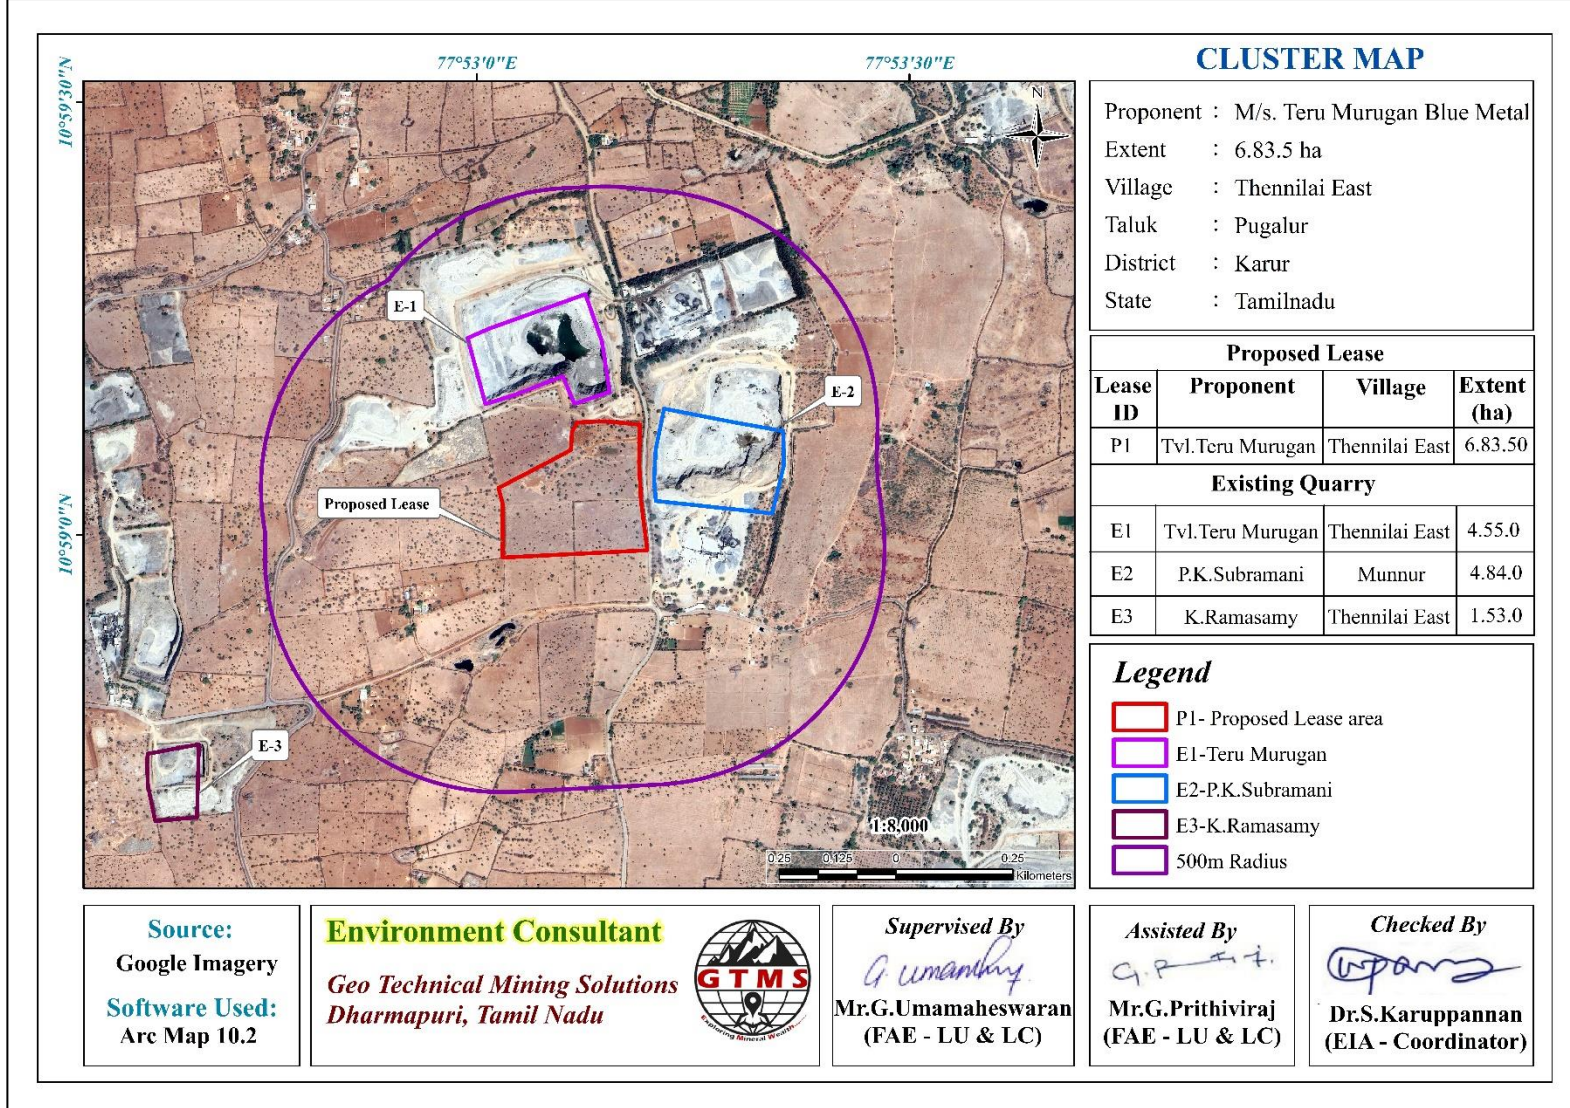 CLUSTER MAP
77°53'0"E
77°53'30"E
10°59'30"N
10°59'0"N
N
E-1
E-2
Proposed Lease
E-3
1:8,000
0.25 0.125 0 0.25
Kilometers
Proponent : M/s. Teru Murugan Blue Metal
Extent : 6.83.5 ha
Village : Thennilai East
Taluk : Pugalur
District : Karur
State : Tamilnadu
Proposed Lease
Lease ID Proponent Village Extent (ha)
P1 Tvl.Teru Murugan Thennilai East 6.83.50
Existing Quarry
E1 Tvl.Teru Murugan Thennilai East 4.55.0
E2 P.K.Subramani Munnur 4.84.0
E3 K.Ramasamy Thennilai East 1.53.0
Legend
P1- Proposed Lease area
E1-Teru Murugan
E2-P.K.Subramani
E3-K.Ramasamy
500m Radius
Source:
Google Imagery
Software Used:
Arc Map 10.2
Environment Consultant
Geo Technical Mining Solutions
Dharmapuri, Tamil Nadu
GTMS
Exploring Mineral Wealth
Supervised By
Mr.G.Umamaheswaran
(FAE - LU & LC)
Assisted By
Mr.G.Prithiviraj
(FAE - LU & LC)
Checked By
Dr.S.Karuppannan
(EIA - Coordinator)